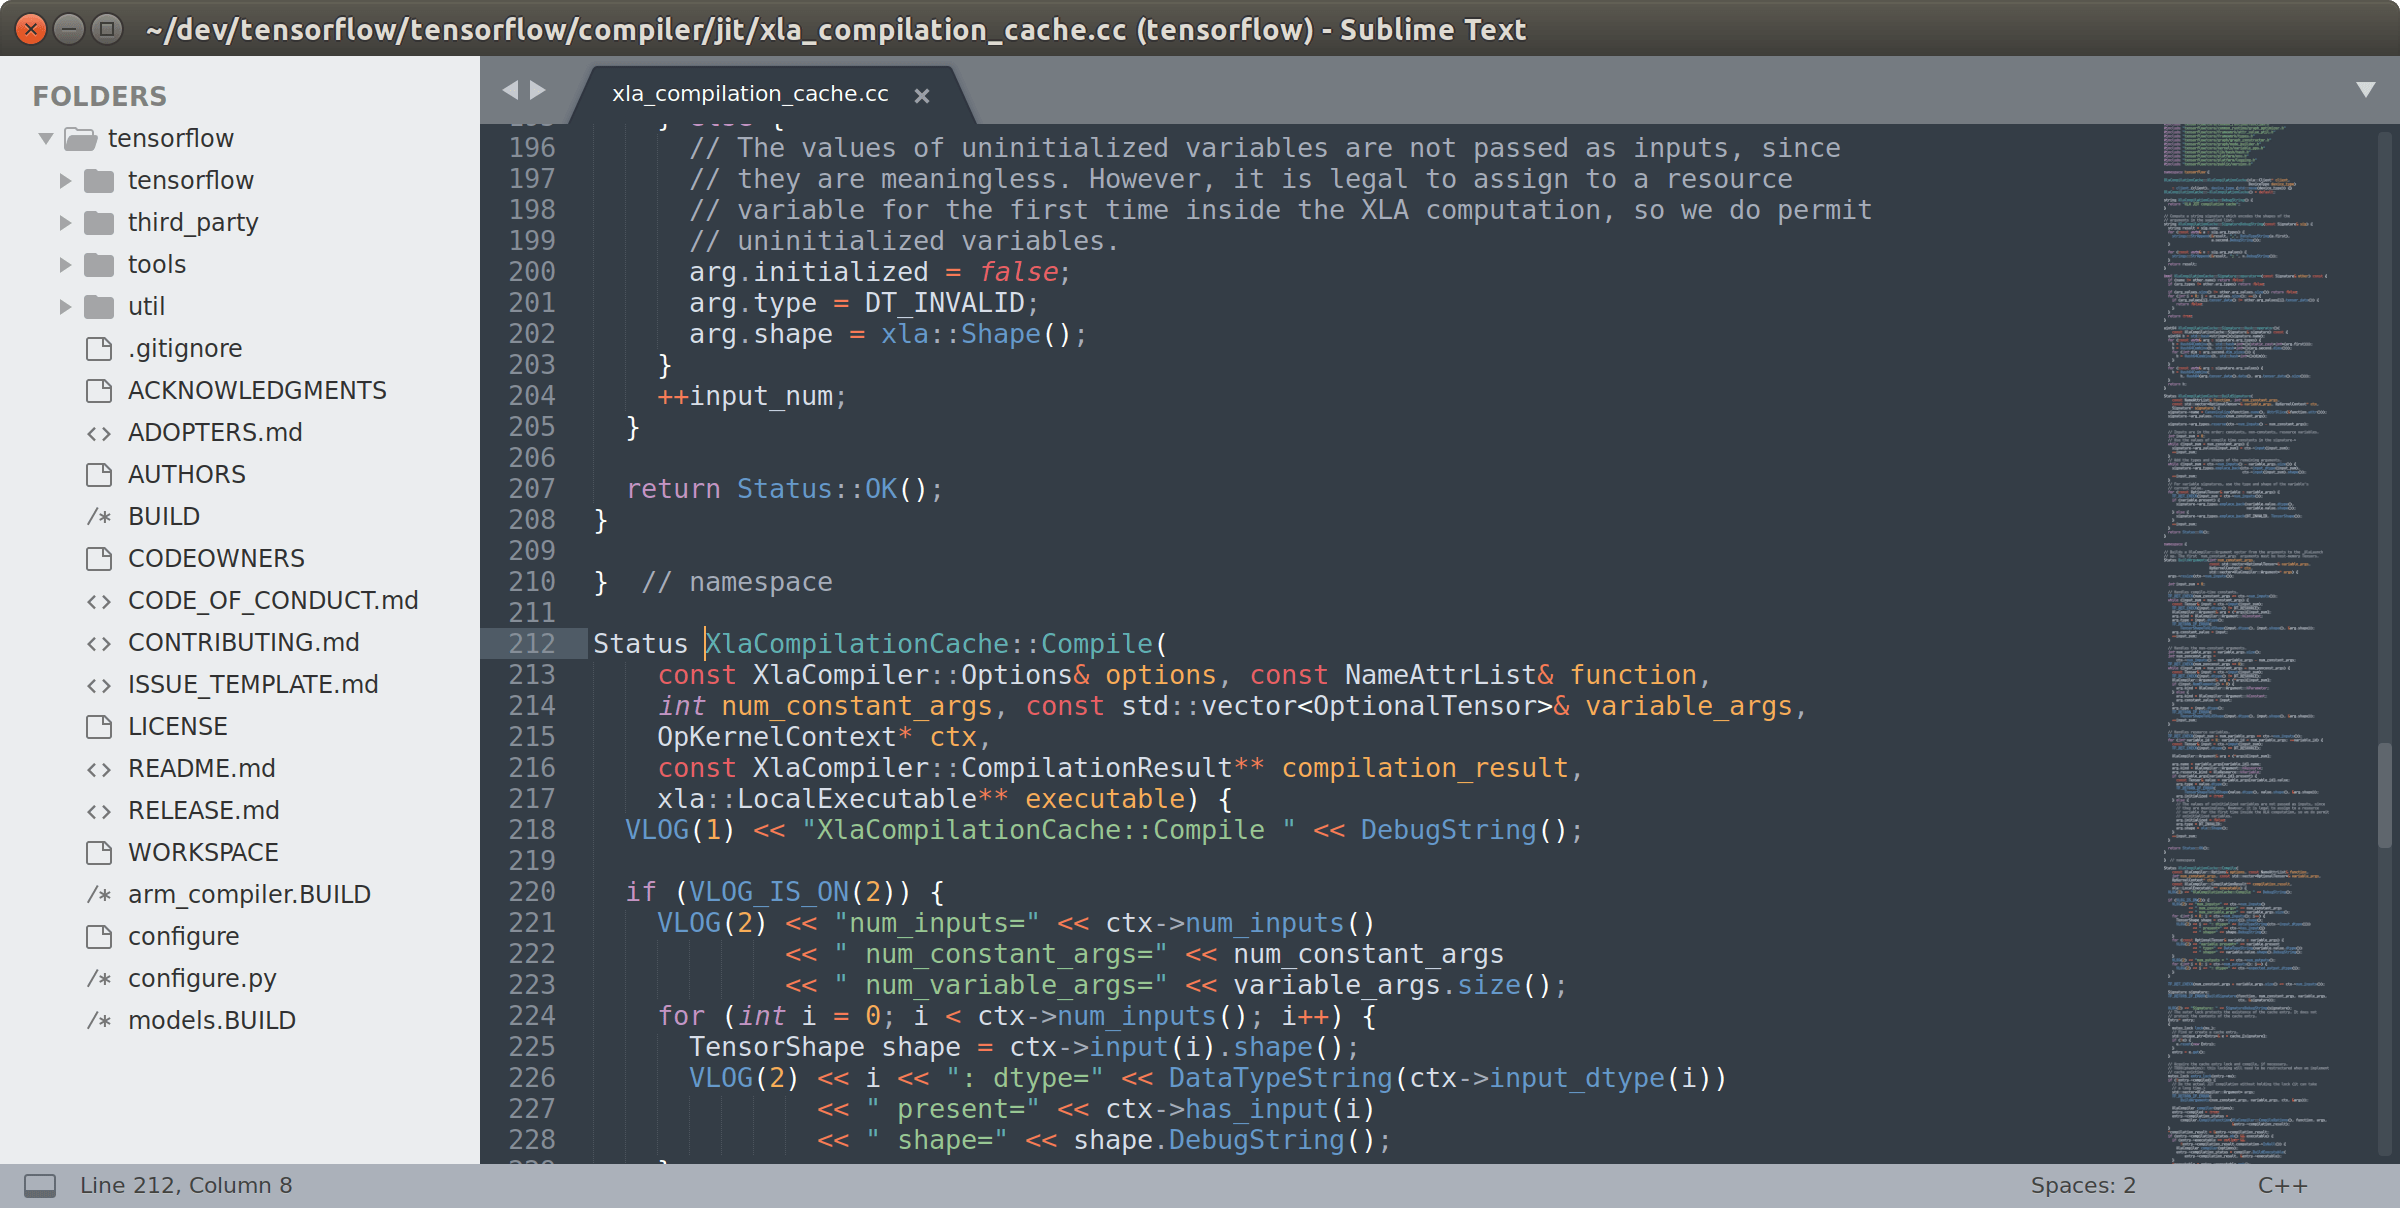 ~/dev/tensorflow/tensorflow/compiler/jit/xla_compilation_cache.cc (tensorflow) - Sublime Text
FOLDERS
tensorflow
tensorflow
third_party
tools
util
.gitignore
ACKNOWLEDGMENTS
ADOPTERS.md
AUTHORS
BUILD
CODEOWNERS
CODE_OF_CONDUCT.md
CONTRIBUTING.md
ISSUE_TEMPLATE.md
LICENSE
README.md
RELEASE.md
WORKSPACE
arm_compiler.BUILD
configure
configure.py
models.BUILD
xla_compilation_cache.cc
195     } else {
196       // The values of uninitialized variables are not passed as inputs, since
197       // they are meaningless. However, it is legal to assign to a resource
198       // variable for the first time inside the XLA computation, so we do permit
199       // uninitialized variables.
200       arg.initialized = false;
201       arg.type = DT_INVALID;
202       arg.shape = xla::Shape();
203     }
204     ++input_num;
205   }
206
207   return Status::OK();
208 }
209
210 }  // namespace
211
212 Status XlaCompilationCache::Compile(
213     const XlaCompiler::Options& options, const NameAttrList& function,
214     int num_constant_args, const std::vector<OptionalTensor>& variable_args,
215     OpKernelContext* ctx,
216     const XlaCompiler::CompilationResult** compilation_result,
217     xla::LocalExecutable** executable) {
218   VLOG(1) << "XlaCompilationCache::Compile " << DebugString();
219
220   if (VLOG_IS_ON(2)) {
221     VLOG(2) << "num_inputs=" << ctx->num_inputs()
222             << " num_constant_args=" << num_constant_args
223             << " num_variable_args=" << variable_args.size();
224     for (int i = 0; i < ctx->num_inputs(); i++) {
225       TensorShape shape = ctx->input(i).shape();
226       VLOG(2) << i << ": dtype=" << DataTypeString(ctx->input_dtype(i))
227               << " present=" << ctx->has_input(i)
228               << " shape=" << shape.DebugString();
229     }
Line 212, Column 8
Spaces: 2
C++